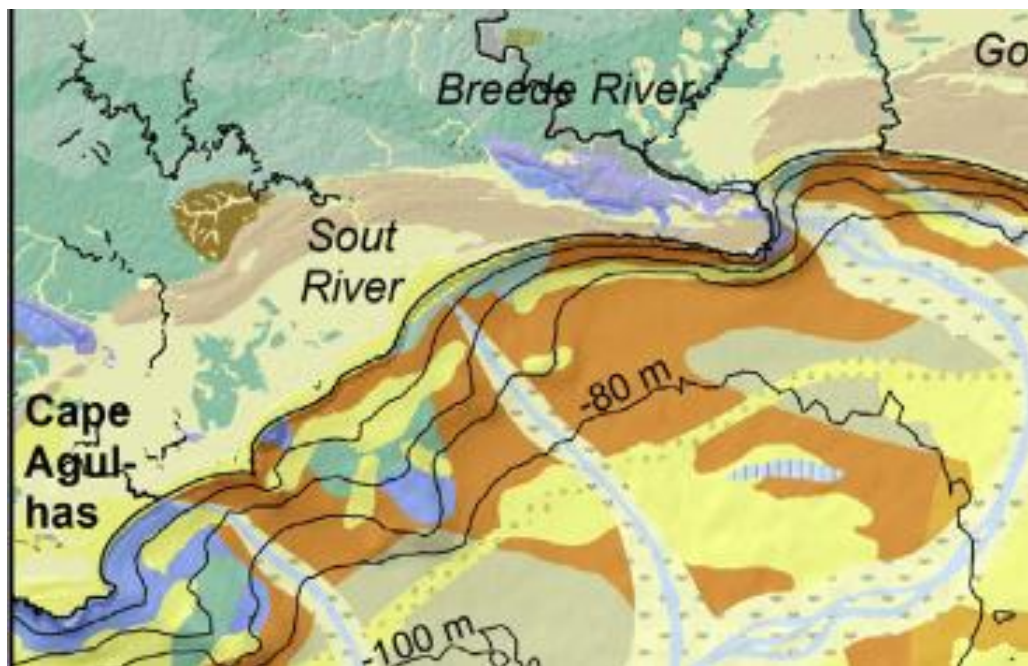 Go
Breede River
Sout
River
-80 m
Cape
Agul-
has
-100 m